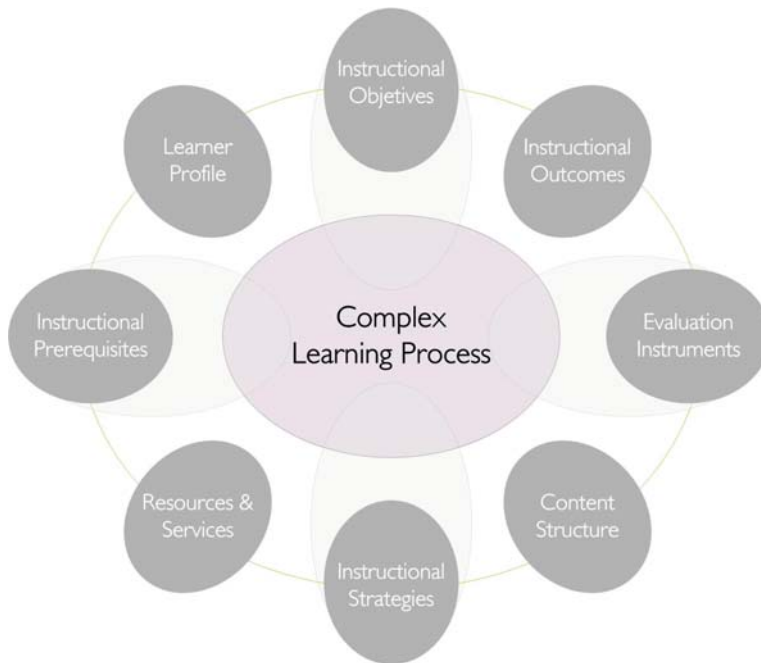 Instructional
Objetives
Learner
Profile
Instructional
Outcomes
Instructional
Prerequisites
Complex
Learning Process
Evaluation
Instruments
Resources &
Services
Content
Structure
Instructional
Strategies